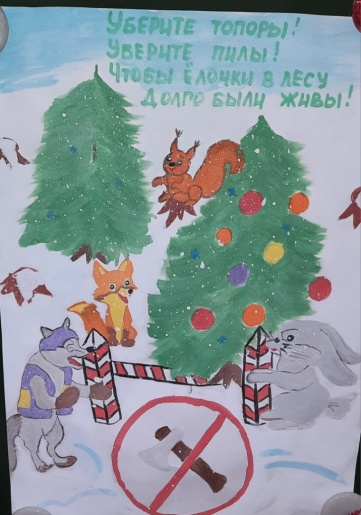 Уберите топоры!
Уберите пилы!
Чтобы ёлочки в лесу
Долго были живы!